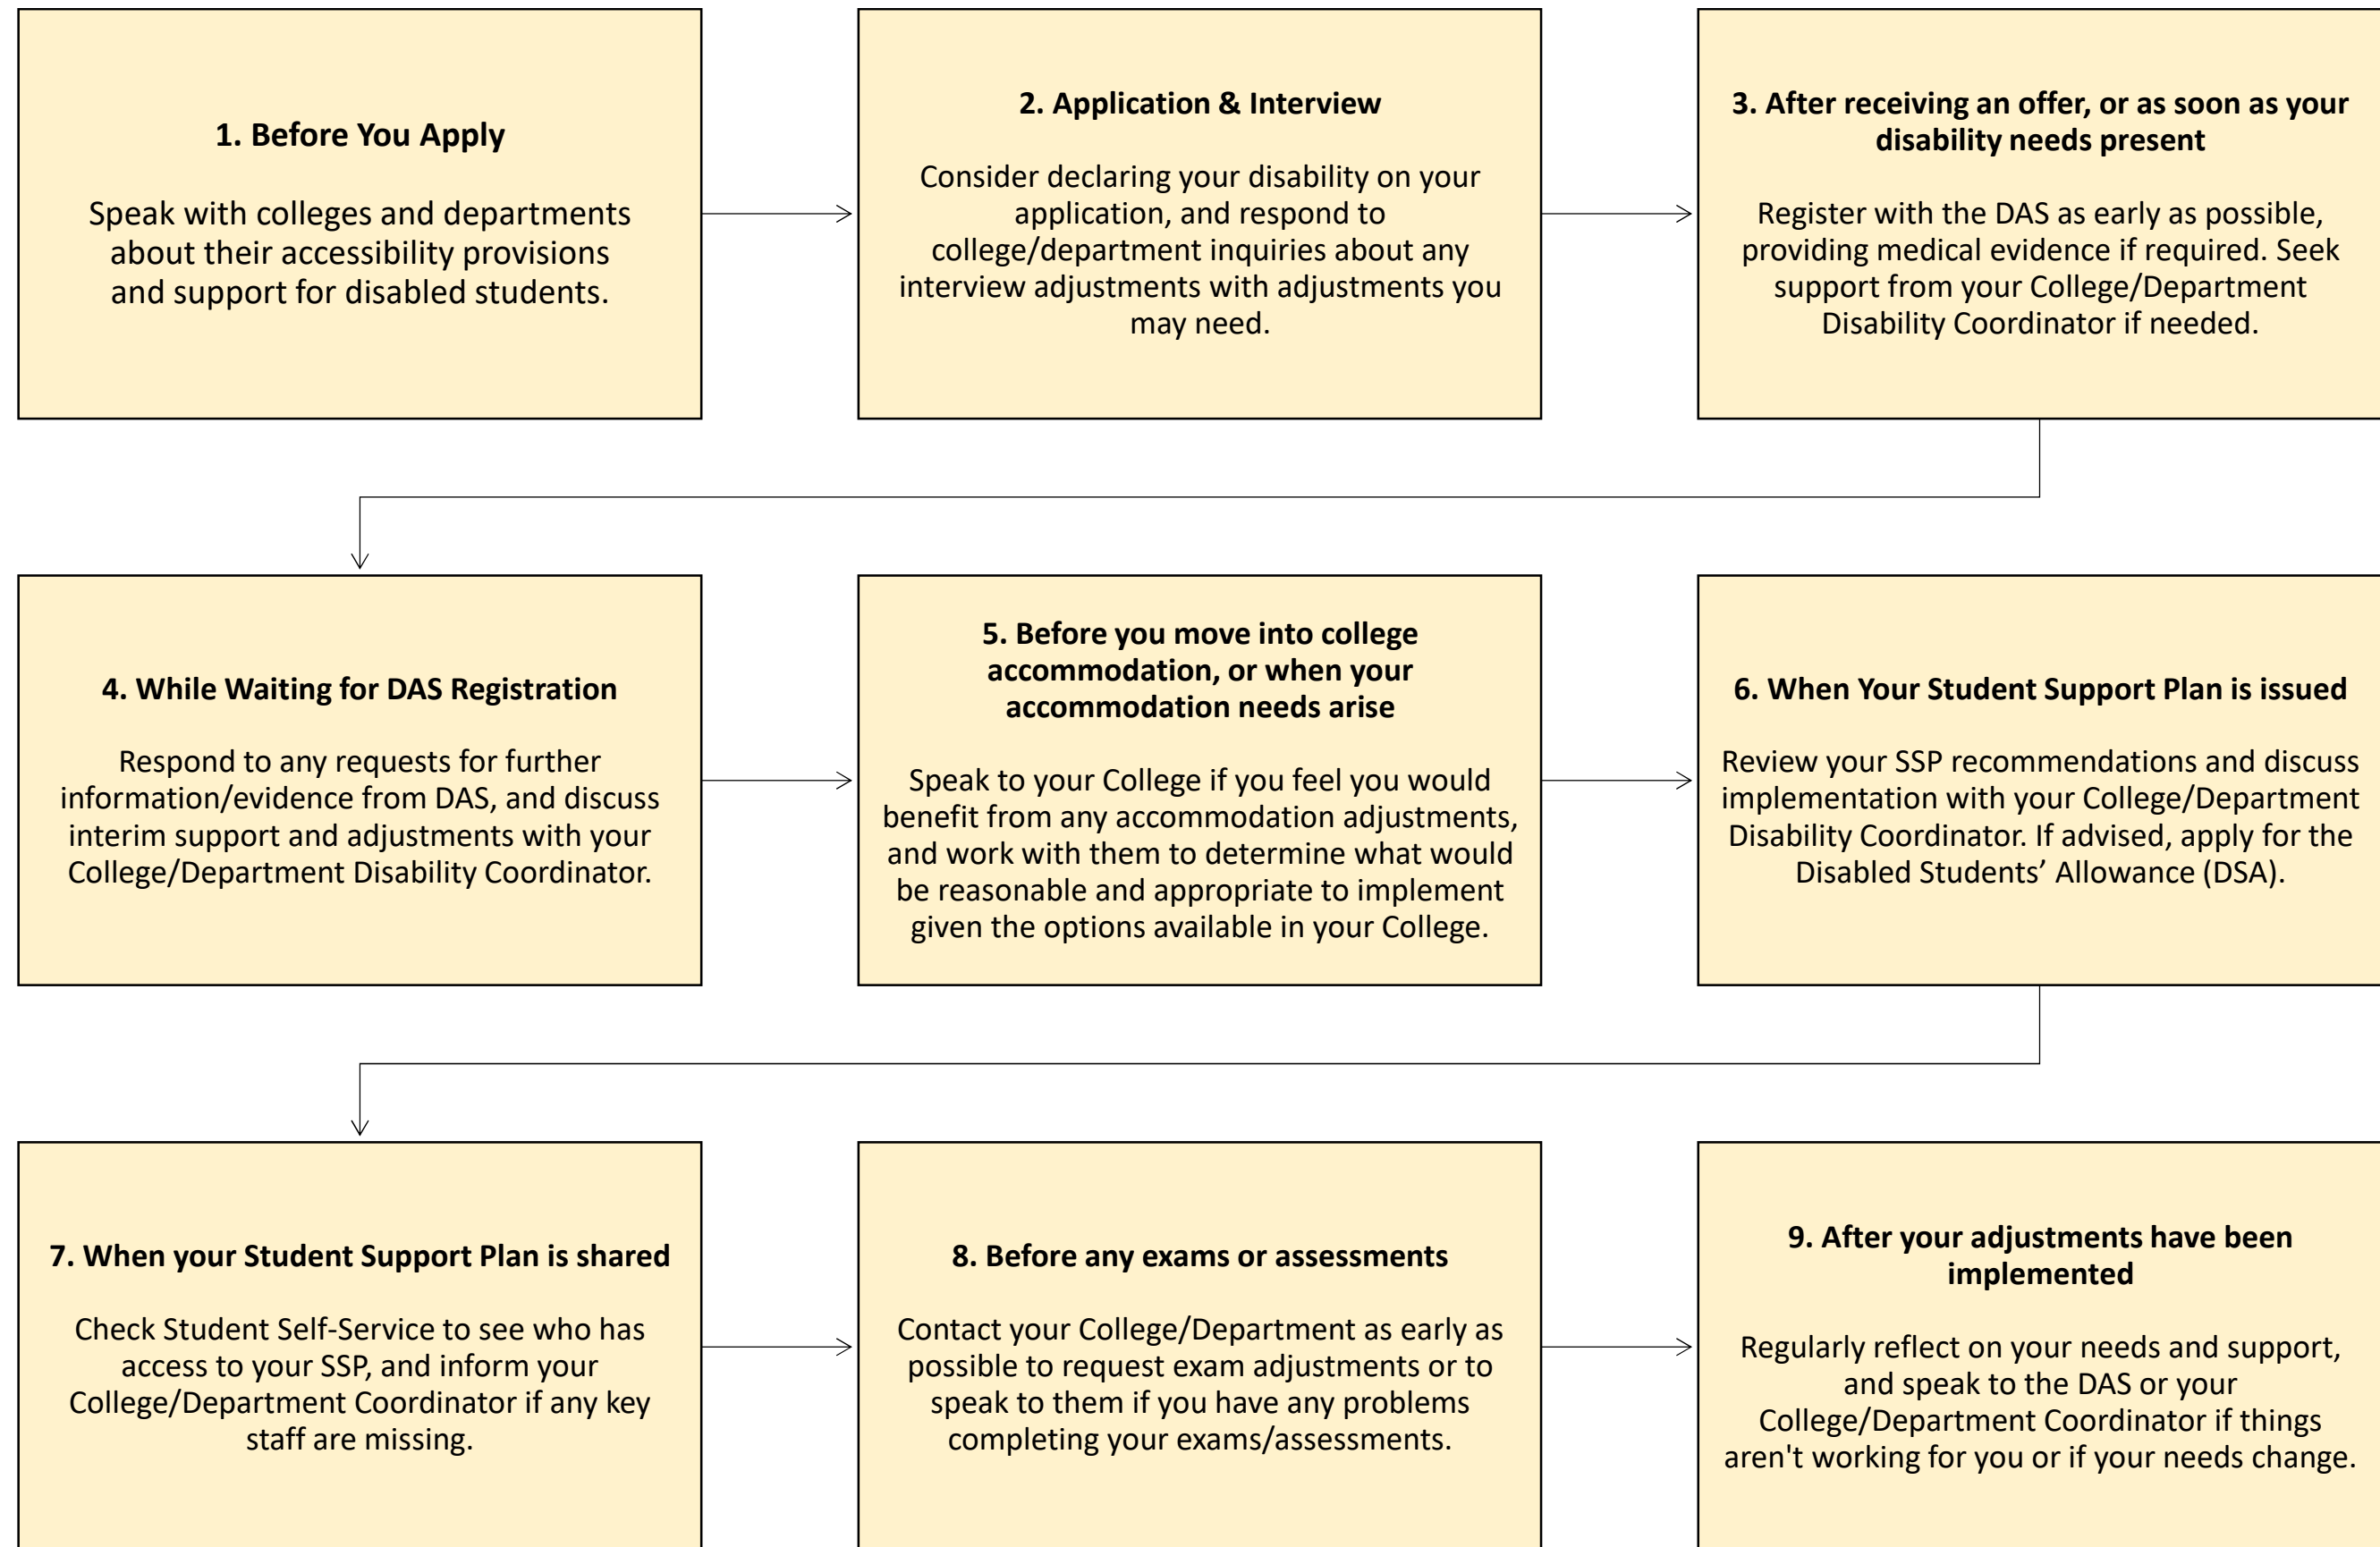 1. Before You Apply
Speak with colleges and departments
about their accessibility provisions
and support for disabled students.
2. Application & Interview
Consider declaring your disability on your
application, and respond to
college/department inquiries about any
interview adjustments with adjustments you
may need.
3. After receiving an offer, or as soon as your
disability needs present
Register with the DAS as early as possible,
providing medical evidence if required. Seek
support from your College/Department
Disability Coordinator if needed.
4. While Waiting for DAS Registration
Respond to any requests for further
information/evidence from DAS, and discuss
interim support and adjustments with your
College/Department Disability Coordinator.
5. Before you move into college
accommodation, or when your
accommodation needs arise
Speak to your College if you feel you would
benefit from any accommodation adjustments,
and work with them to determine what would
be reasonable and appropriate to implement
given the options available in your College.
6. When Your Student Support Plan is issued
Review your SSP recommendations and discuss
implementation with your College/Department
Disability Coordinator. If advised, apply for the
Disabled Students’ Allowance (DSA).
7. When your Student Support Plan is shared
Check Student Self-Service to see who has
access to your SSP, and inform your
College/Department Coordinator if any key
staff are missing.
8. Before any exams or assessments
Contact your College/Department as early as
possible to request exam adjustments or to
speak to them if you have any problems
completing your exams/assessments.
9. After your adjustments have been
implemented
Regularly reflect on your needs and support,
and speak to the DAS or your
College/Department Coordinator if things
aren't working for you or if your needs change.